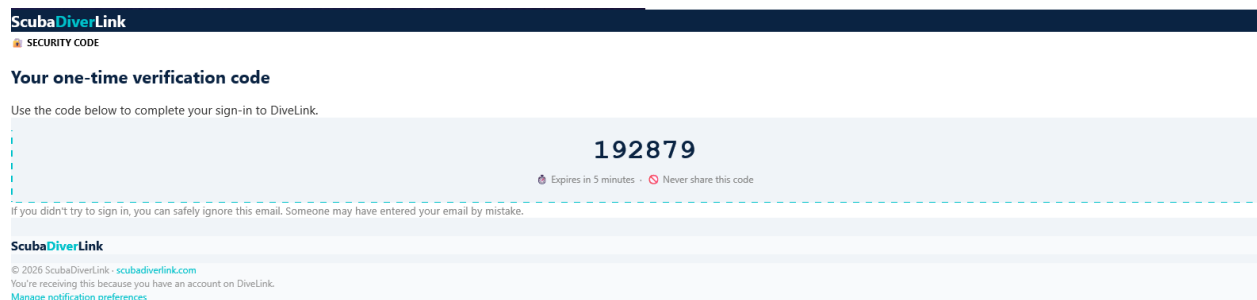 ScubaDiverLink
🔐 SECURITY CODE
Your one-time verification code
Use the code below to complete your sign-in to DiveLink.
192879
⏱ Expires in 5 minutes · 🚫 Never share this code
If you didn't try to sign in, you can safely ignore this email. Someone may have entered your email by mistake.
ScubaDiverLink
© 2026 ScubaDiverLink · scubadiverlink.com
You're receiving this because you have an account on DiveLink.
Manage notification preferences